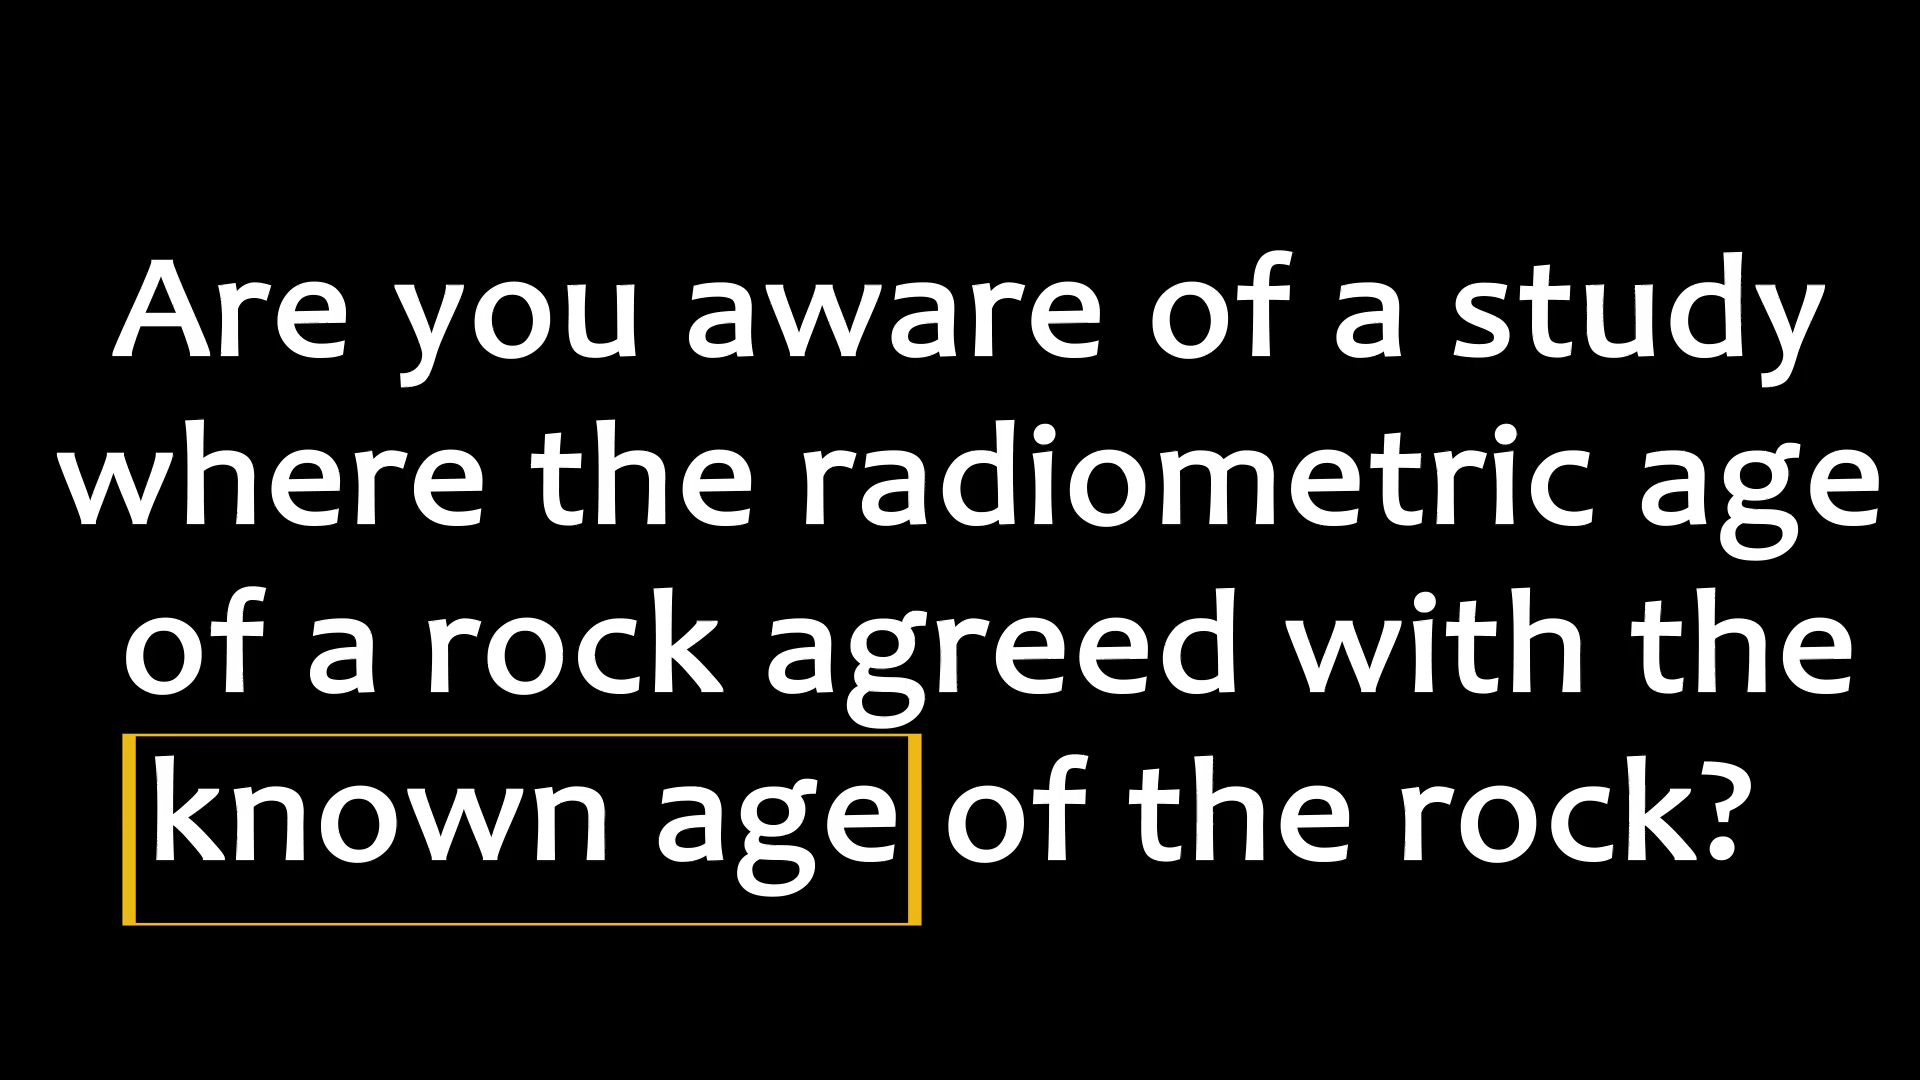 Are you aware of a study
where the radiometric age
of a rock agreed with the
known age of the rock?